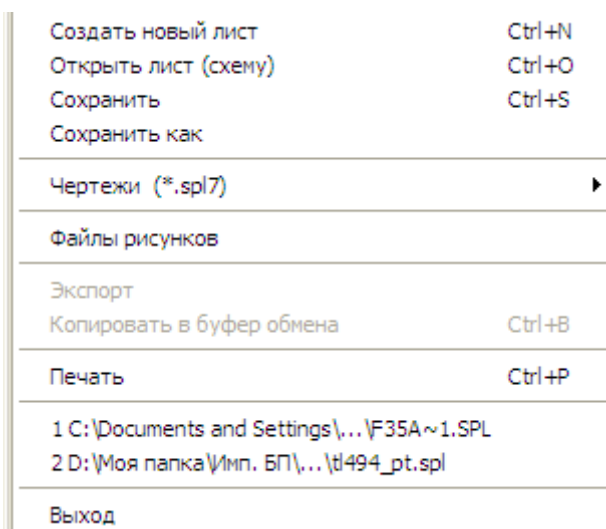 Создать новый лист Ctrl+N
Открыть лист (схему) Ctrl+O
Сохранить Ctrl+S
Сохранить как
Чертежи (*.spl7)
Файлы рисунков
Экспорт
Копировать в буфер обмена Ctrl+B
Печать Ctrl+P
1 C:\Documents and Settings\...\F35A~1.SPL
2 D:\Моя папка\Имп. БП\...\tl494_pt.spl
Выход